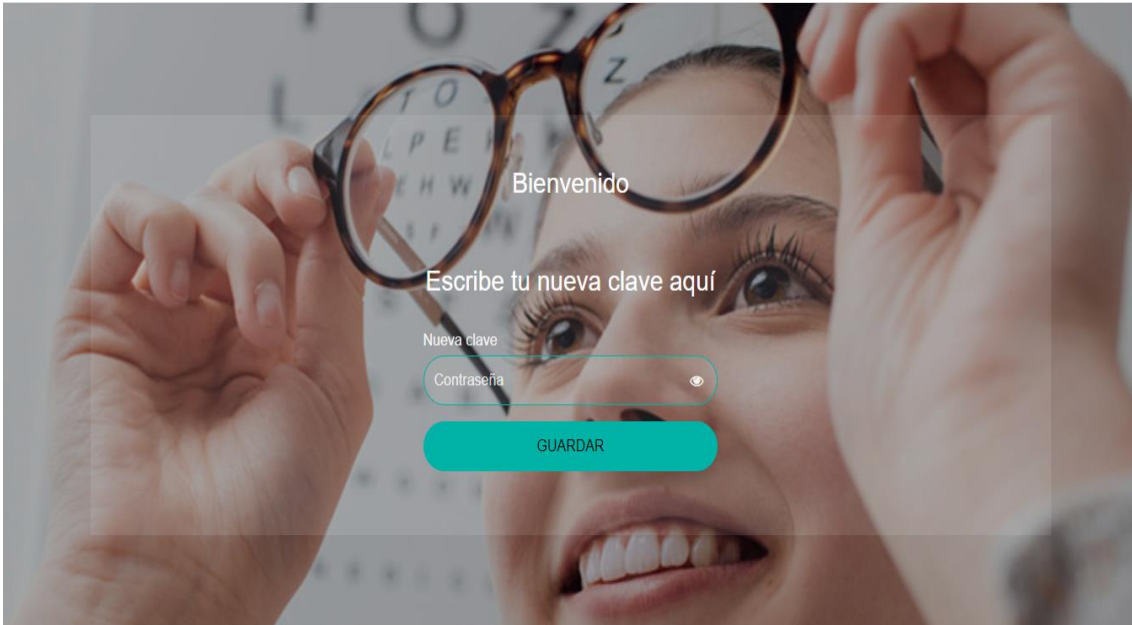 T O Z
L
T O
Z
L P E
H W
Bienvenido
Escribe tu nueva clave aquí
Nueva clave
Contraseña
GUARDAR